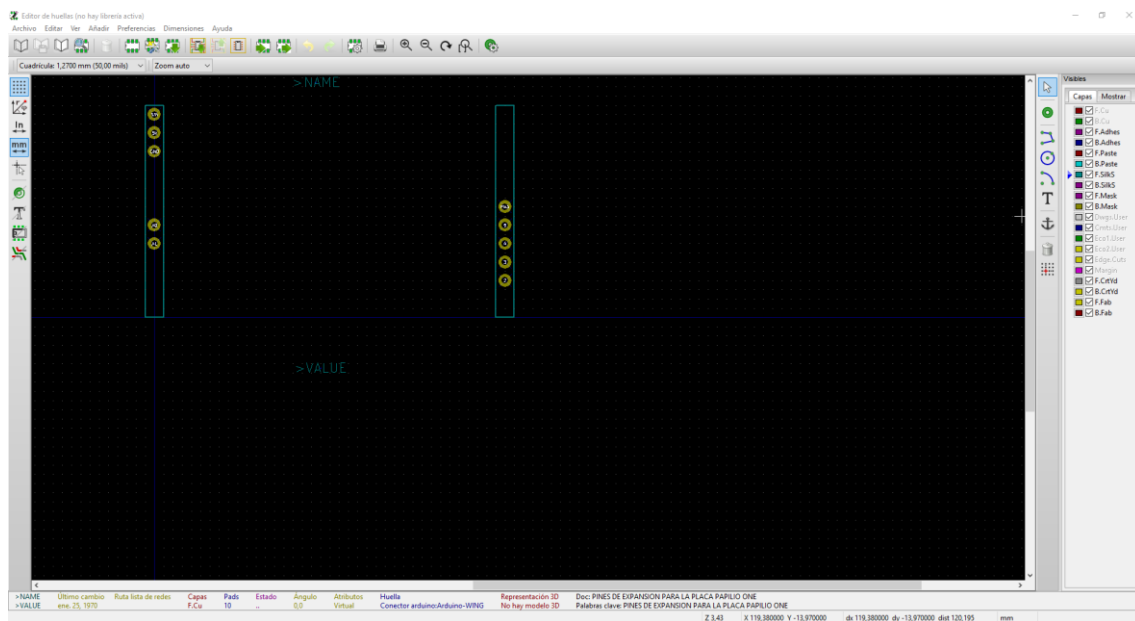 Editor de huellas (no hay librería activa)
Archivo Editar Ver Añadir Preferencias Dimensiones Ayuda
Cuadrícula: 1,2700 mm (50,00 mils) Zoom auto
>NAME
>VALUE
In
mm
T
Visibles
Capas Mostrar
F.Cu
B.Cu
F.Adhes
B.Adhes
F.Paste
B.Paste
F.SilkS
B.SilkS
F.Mask
B.Mask
Dwgs.User
Cmts.User
Eco1.User
Eco2.User
Edge.Cuts
Margin
F.CrtYd
B.CrtYd
F.Fab
B.Fab
>NAME Último cambio Ruta lista de redes Capas Pads Estado Ángulo Atributos Huella Representación 3D Doc: PINES DE EXPANSION PARA LA PLACA PAPILIO ONE
>VALUE ene. 25, 1970 F.Cu 10 .. 0,0 Virtual Conector arduino:Arduino-WING No hay modelo 3D Palabras clave: PINES DE EXPANSION PARA LA PLACA PAPILIO ONE
Z 3,43 X 119,380000 Y -13,970000 dx 119,380000 dy -13,970000 dist 120,195 mm